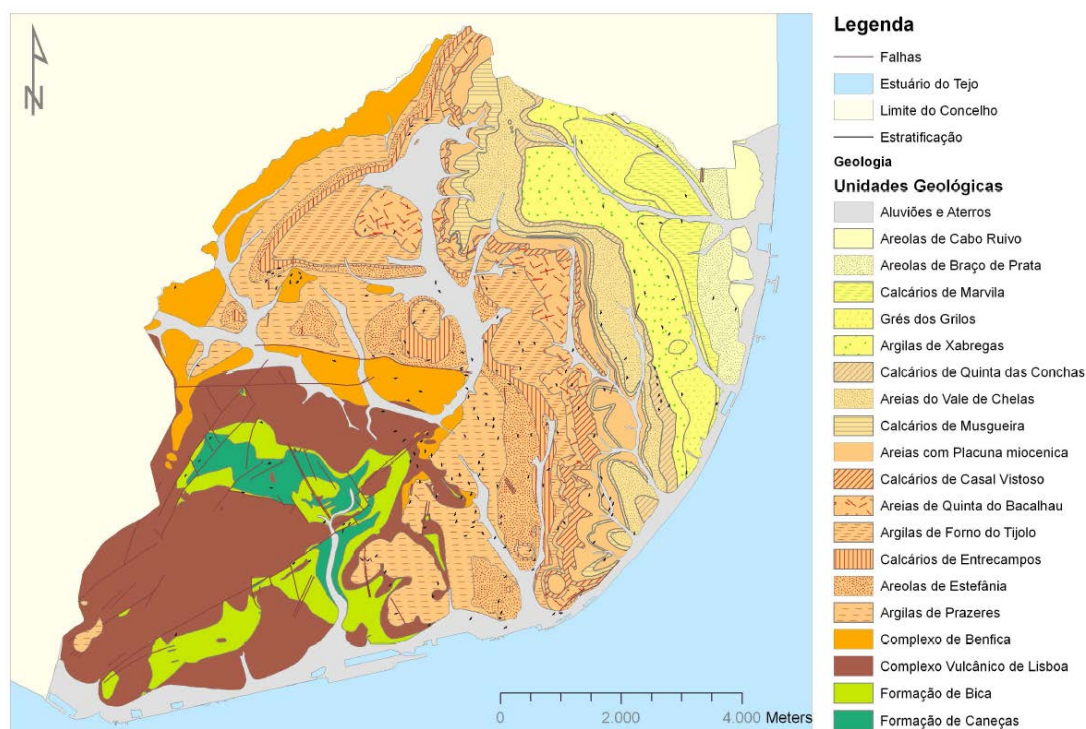 N
0
2.000
4.000 Meters
Legenda
Falhas
Estuário do Tejo
Limite do Concelho
Estratificação
Geologia
Unidades Geológicas
Aluviões e Aterros
Areolas de Cabo Ruivo
Areolas de Braço de Prata
Calcários de Marvila
Grés dos Grilos
Argilas de Xabregas
Calcários de Quinta das Conchas
Areias do Vale de Chelas
Calcários de Musgueira
Areias com Placuna miocenica
Calcários de Casal Vistoso
Areias de Quinta do Bacalhau
Argilas de Forno do Tijolo
Calcários de Entrecampos
Areolas de Estefânia
Argilas de Prazeres
Complexo de Benfica
Complexo Vulcânico de Lisboa
Formação de Bica
Formação de Caneças